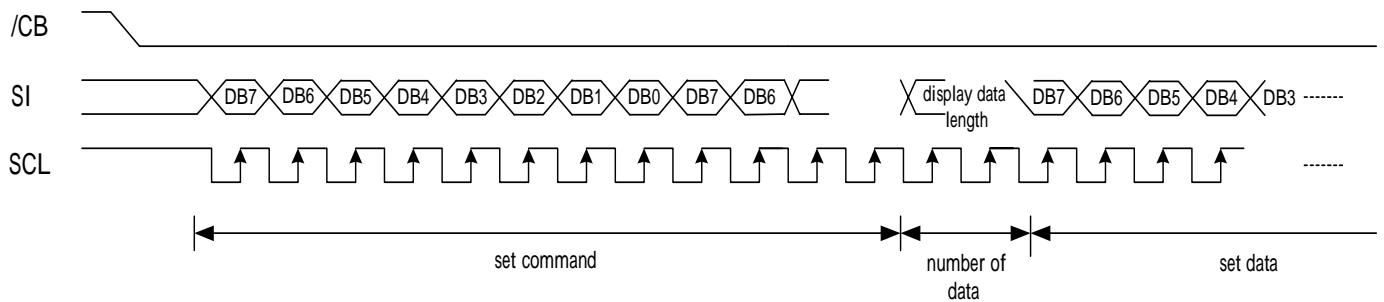 /CB
SI DB7 DB6 DB5 DB4 DB3 DB2 DB1 DB0 DB7 DB6 display data length DB7 DB6 DB5 DB4 DB3
SCL
set command number of data set data